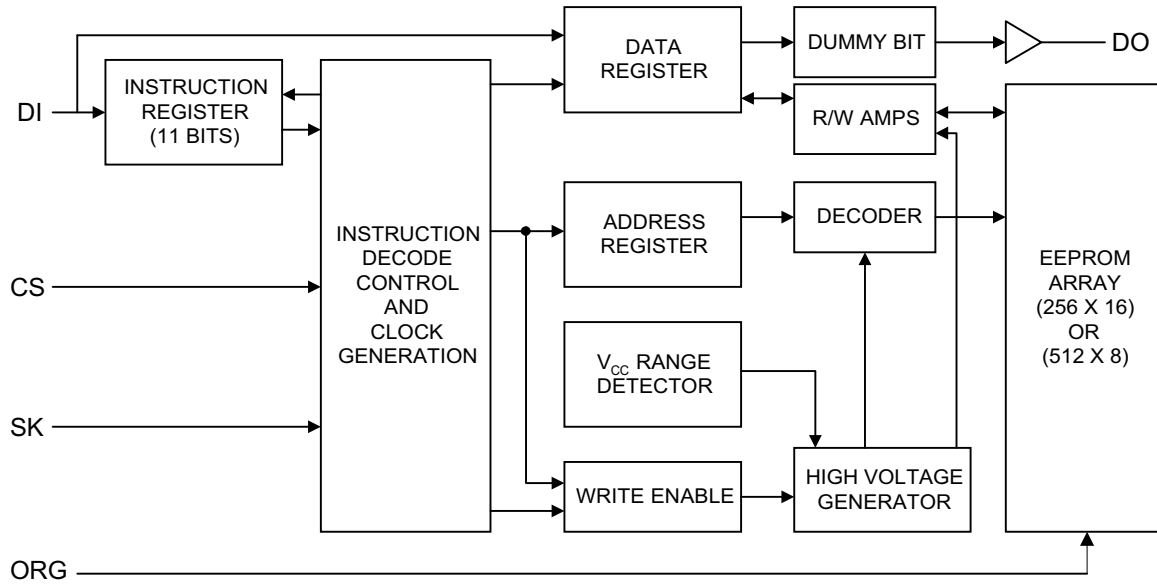 DATA
REGISTER
DUMMY BIT
DO
INSTRUCTION
REGISTER
(11 BITS)
DI
R/W AMPS
INSTRUCTION
DECODE
CONTROL
AND
CLOCK
GENERATION
ADDRESS
REGISTER
DECODER
EEPROM
ARRAY
(256 X 16)
OR
(512 X 8)
CS
VCC RANGE
DETECTOR
SK
WRITE ENABLE
HIGH VOLTAGE
GENERATOR
ORG